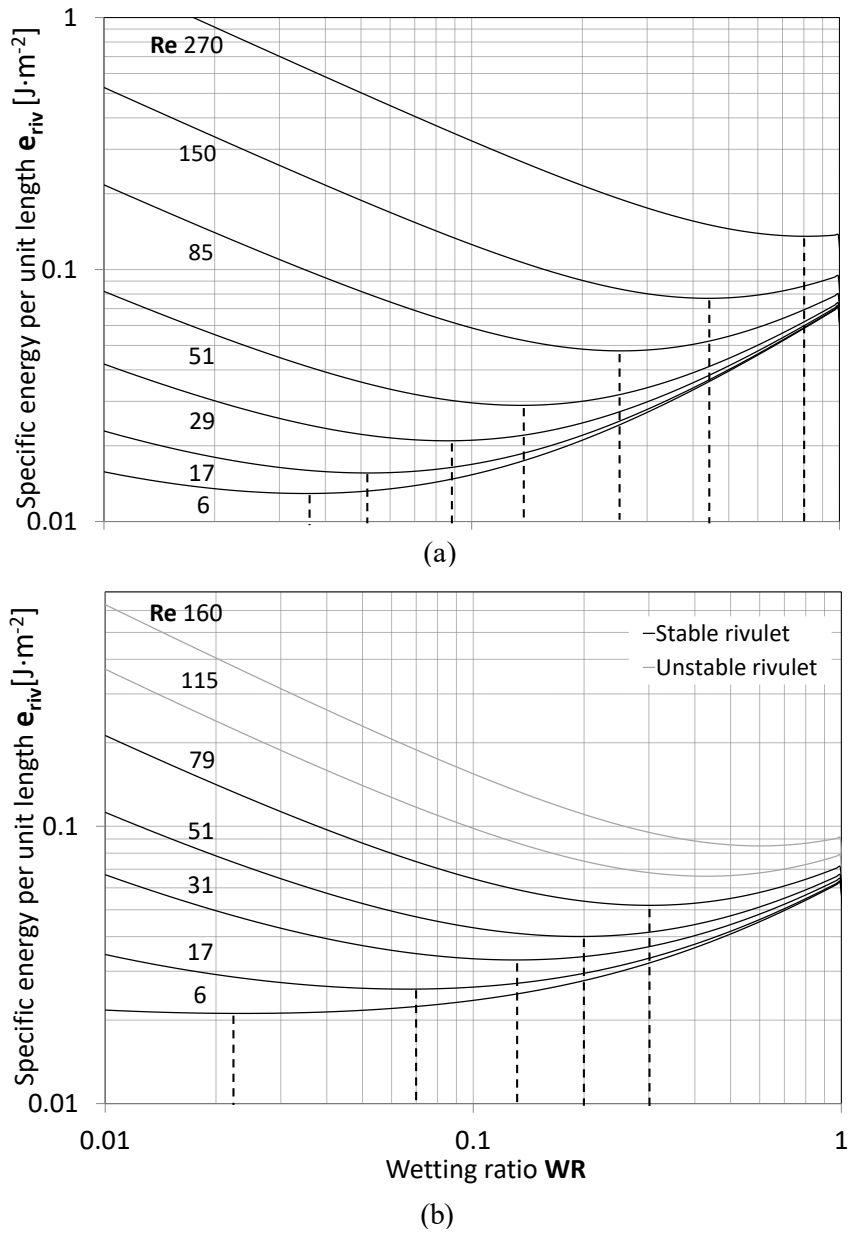 Specific energy per unit length e_riv [J·m⁻²]
1
0.1
0.01
Re 270
150
85
51
29
17
6
(a)
Specific energy per unit length e_riv[J·m⁻²]
0.1
0.01
Re 160
115
79
51
31
17
6
Stable rivulet
Unstable rivulet
0.01 0.1 1
Wetting ratio WR
(b)